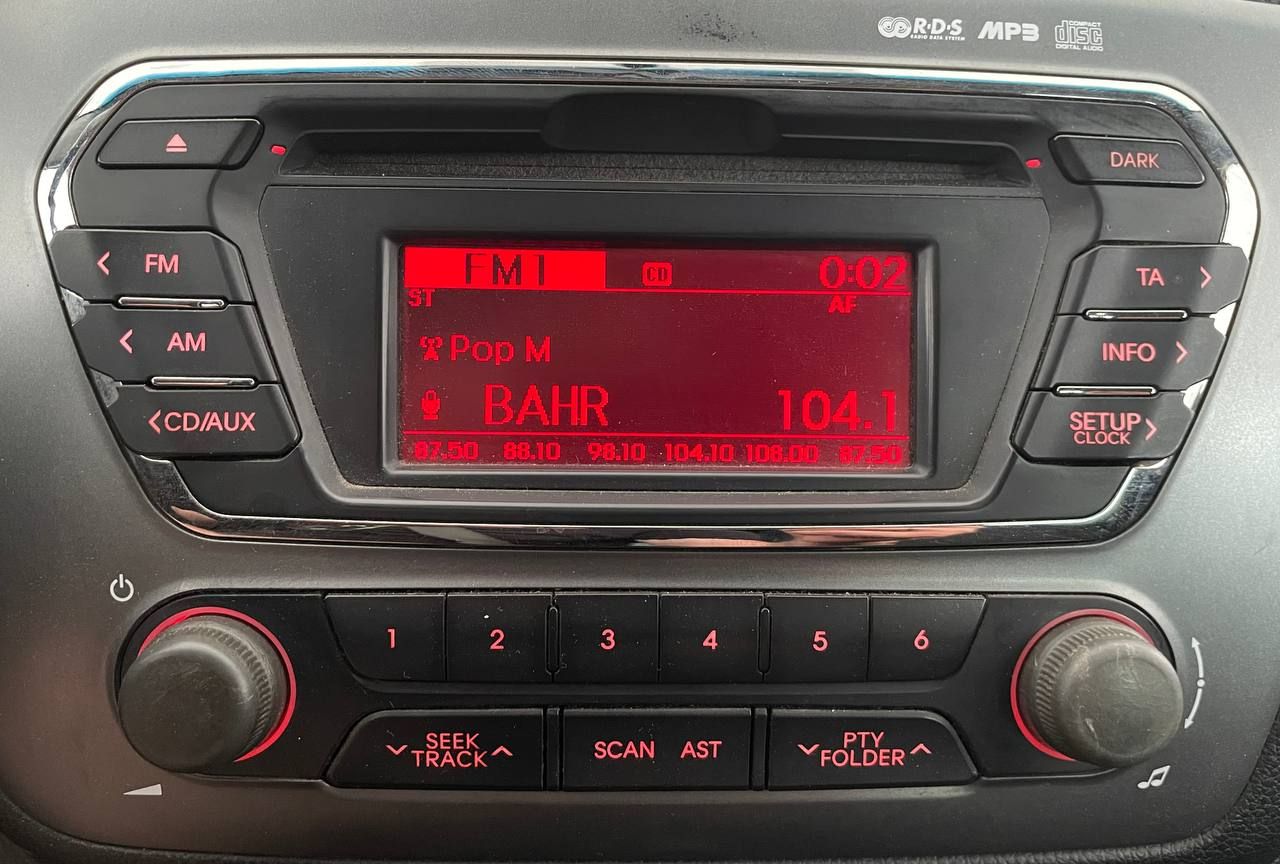 R·D·S MP3 COMPACT disc
RADIO DATA SYSTEM DIGITAL AUDIO
DARK
FM TA
AM INFO
CD/AUX SETUP
CLOCK
FM1 CD 0:02
ST AF
Pop M
BAHR 104.1
87.50 88.10 98.10 104.10 108.00 87.50
1 2 3 4 5 6
SEEK SCAN AST PTY
TRACK FOLDER